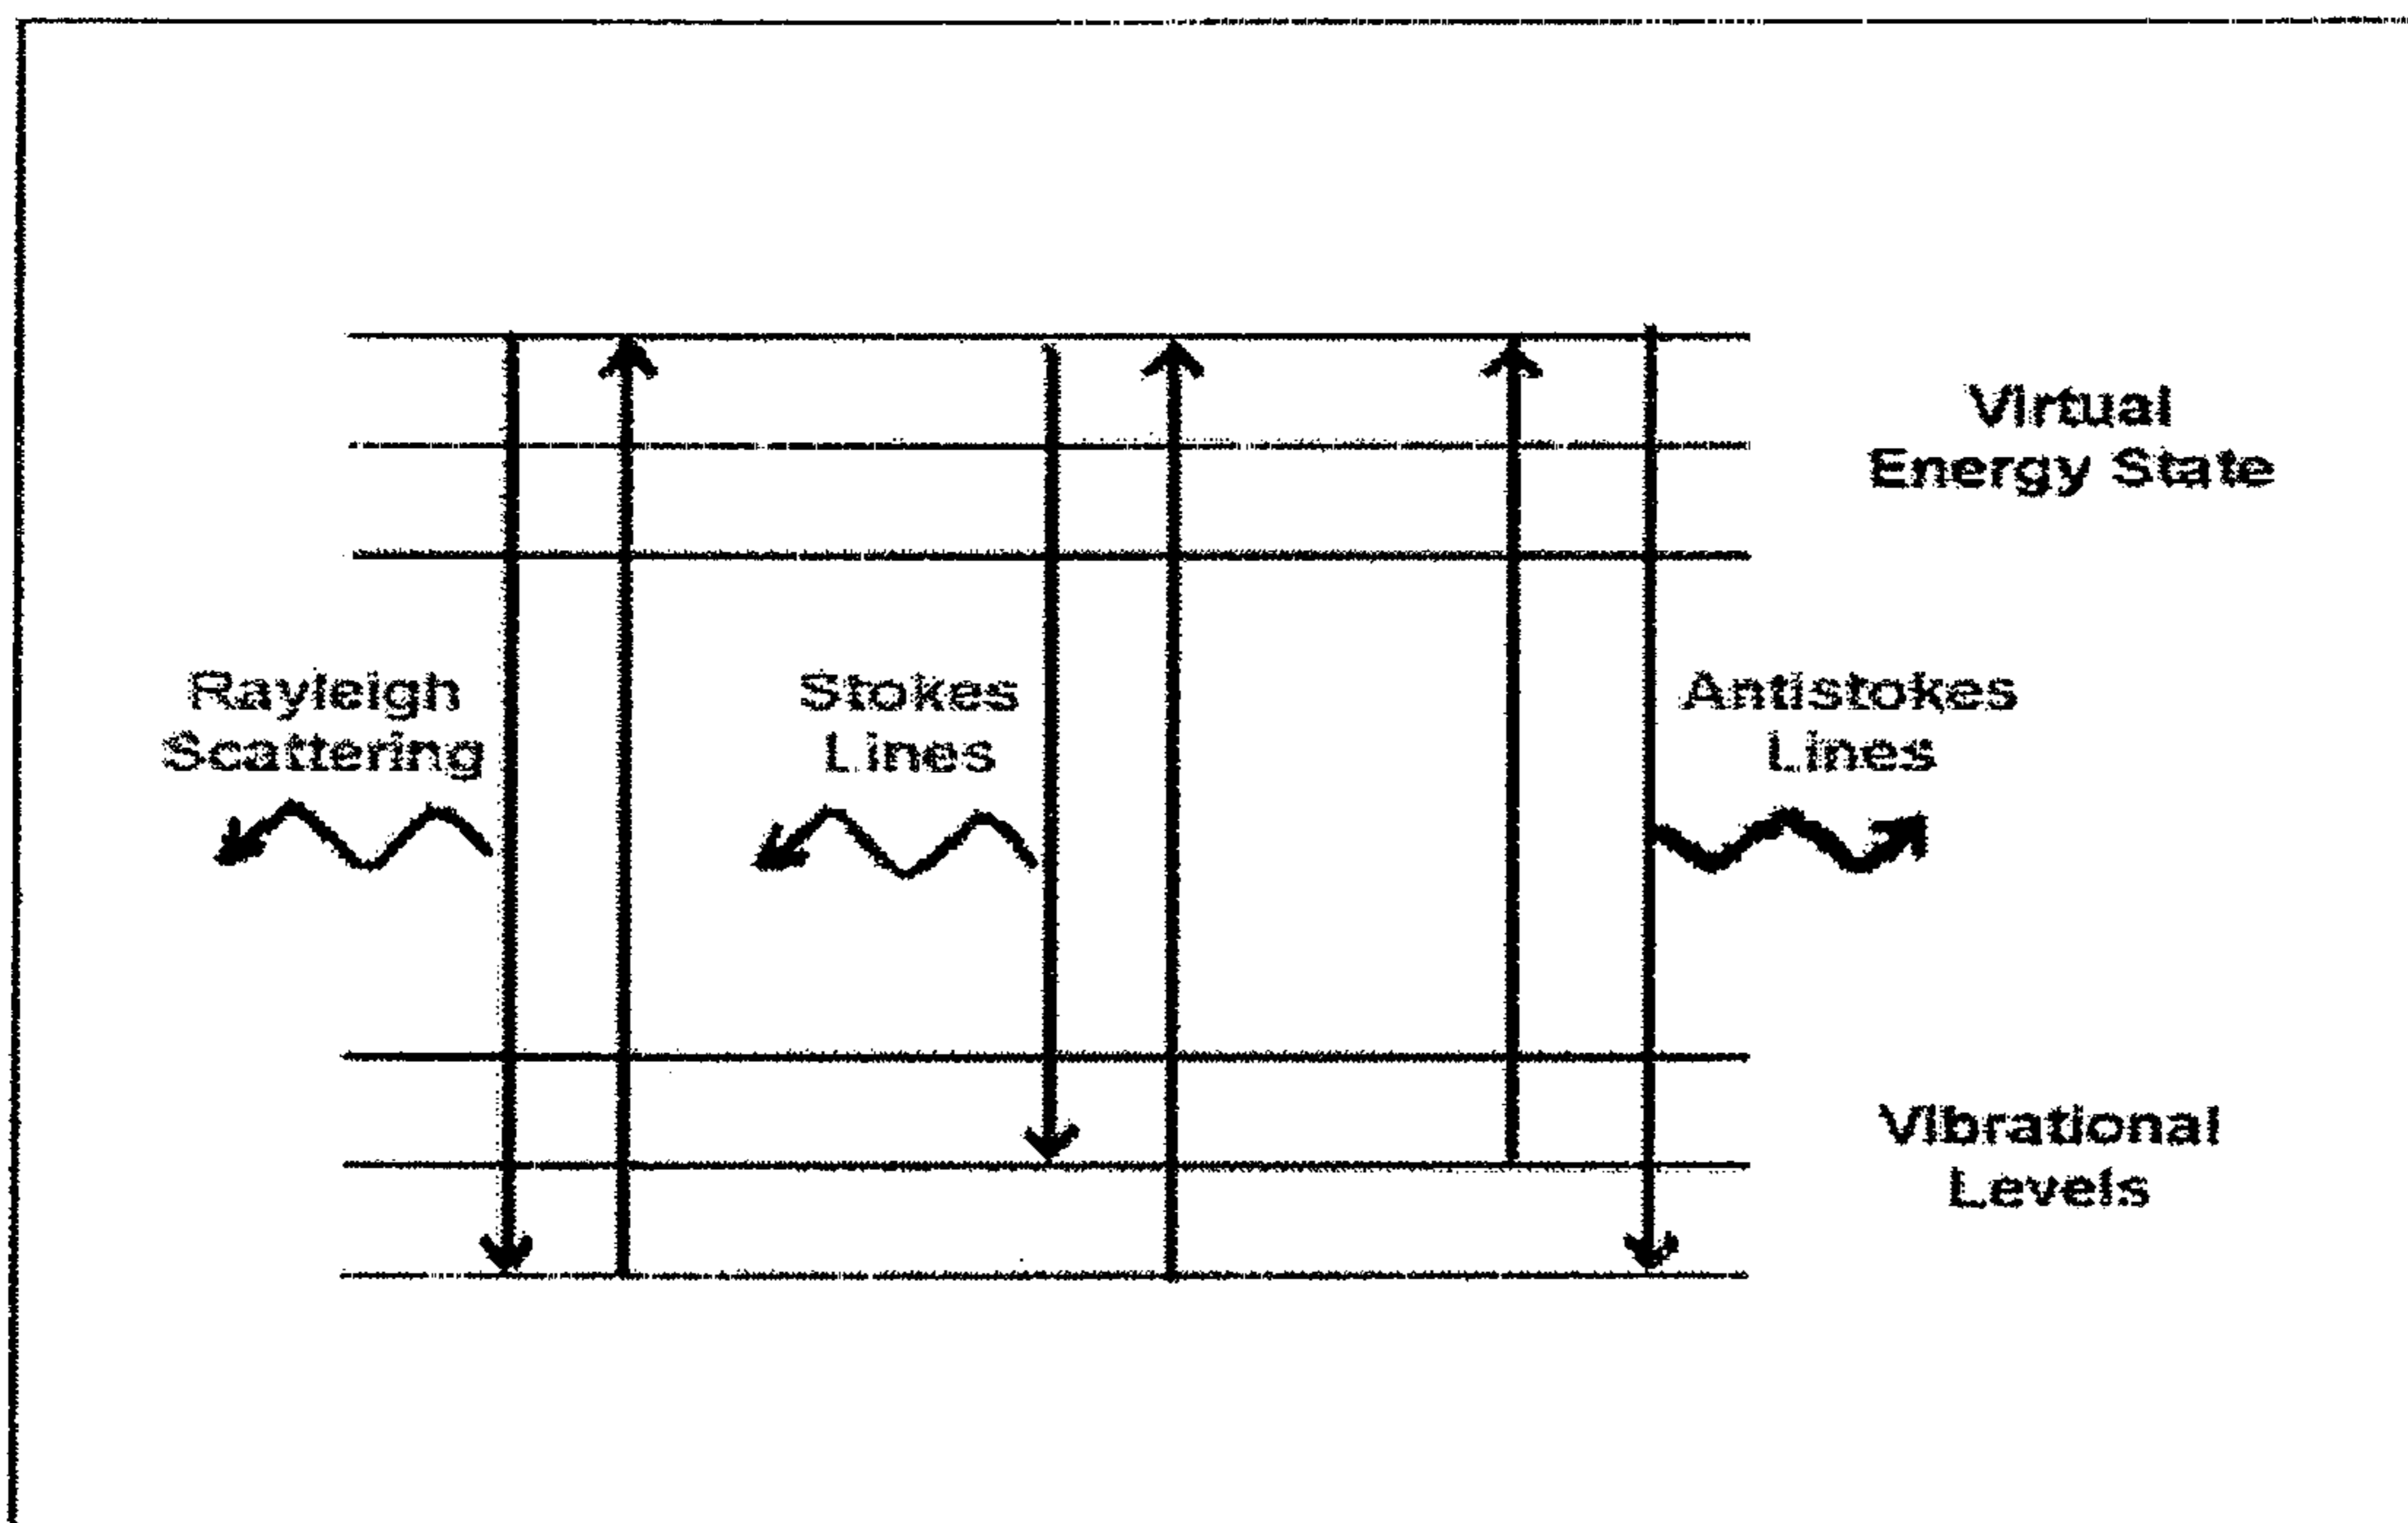 Virtual
Energy State
Rayleigh
Scattering
Stokes
Lines
Antistokes
Lines
Vibrational
Levels